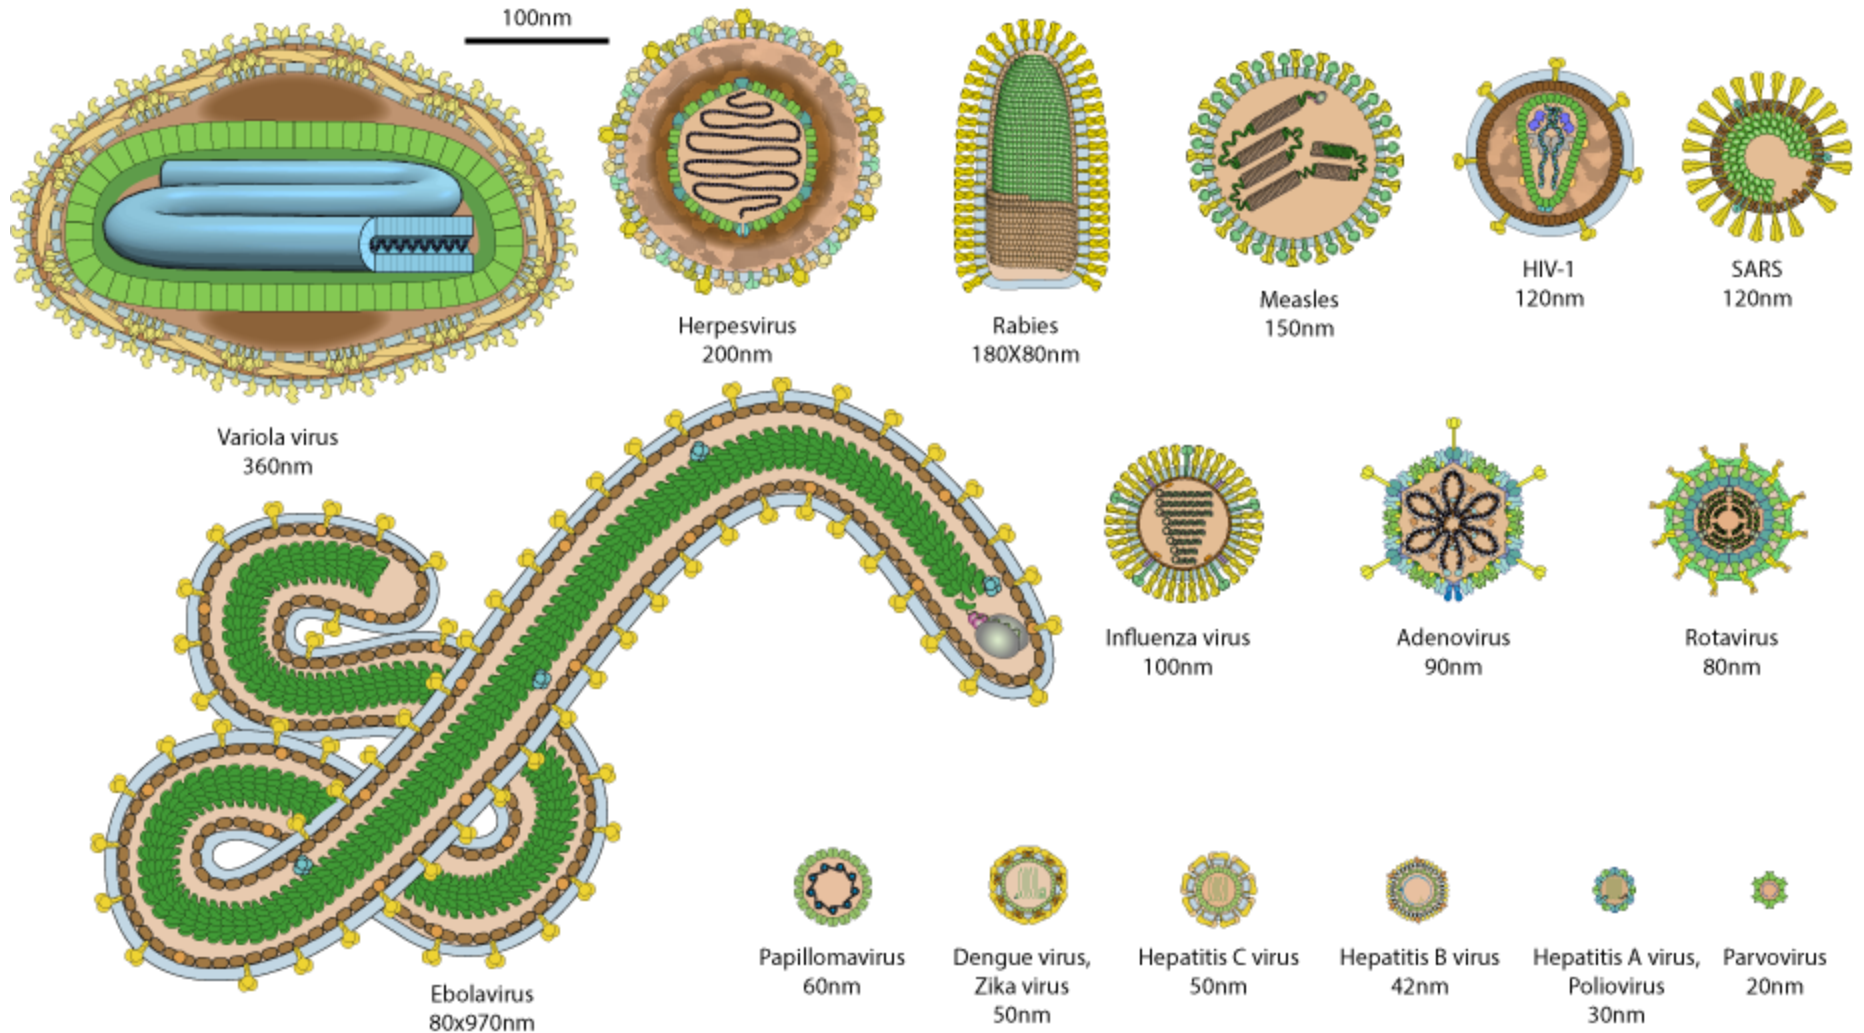 100nm
Variola virus
360nm
Herpesvirus
200nm
Rabies
180X80nm
Measles
150nm
HIV-1
120nm
SARS
120nm
Ebolavirus
80x970nm
Influenza virus
100nm
Adenovirus
90nm
Rotavirus
80nm
Papillomavirus
60nm
Dengue virus,
Zika virus
50nm
Hepatitis C virus
50nm
Hepatitis B virus
42nm
Hepatitis A virus,
Poliovirus
30nm
Parvovirus
20nm